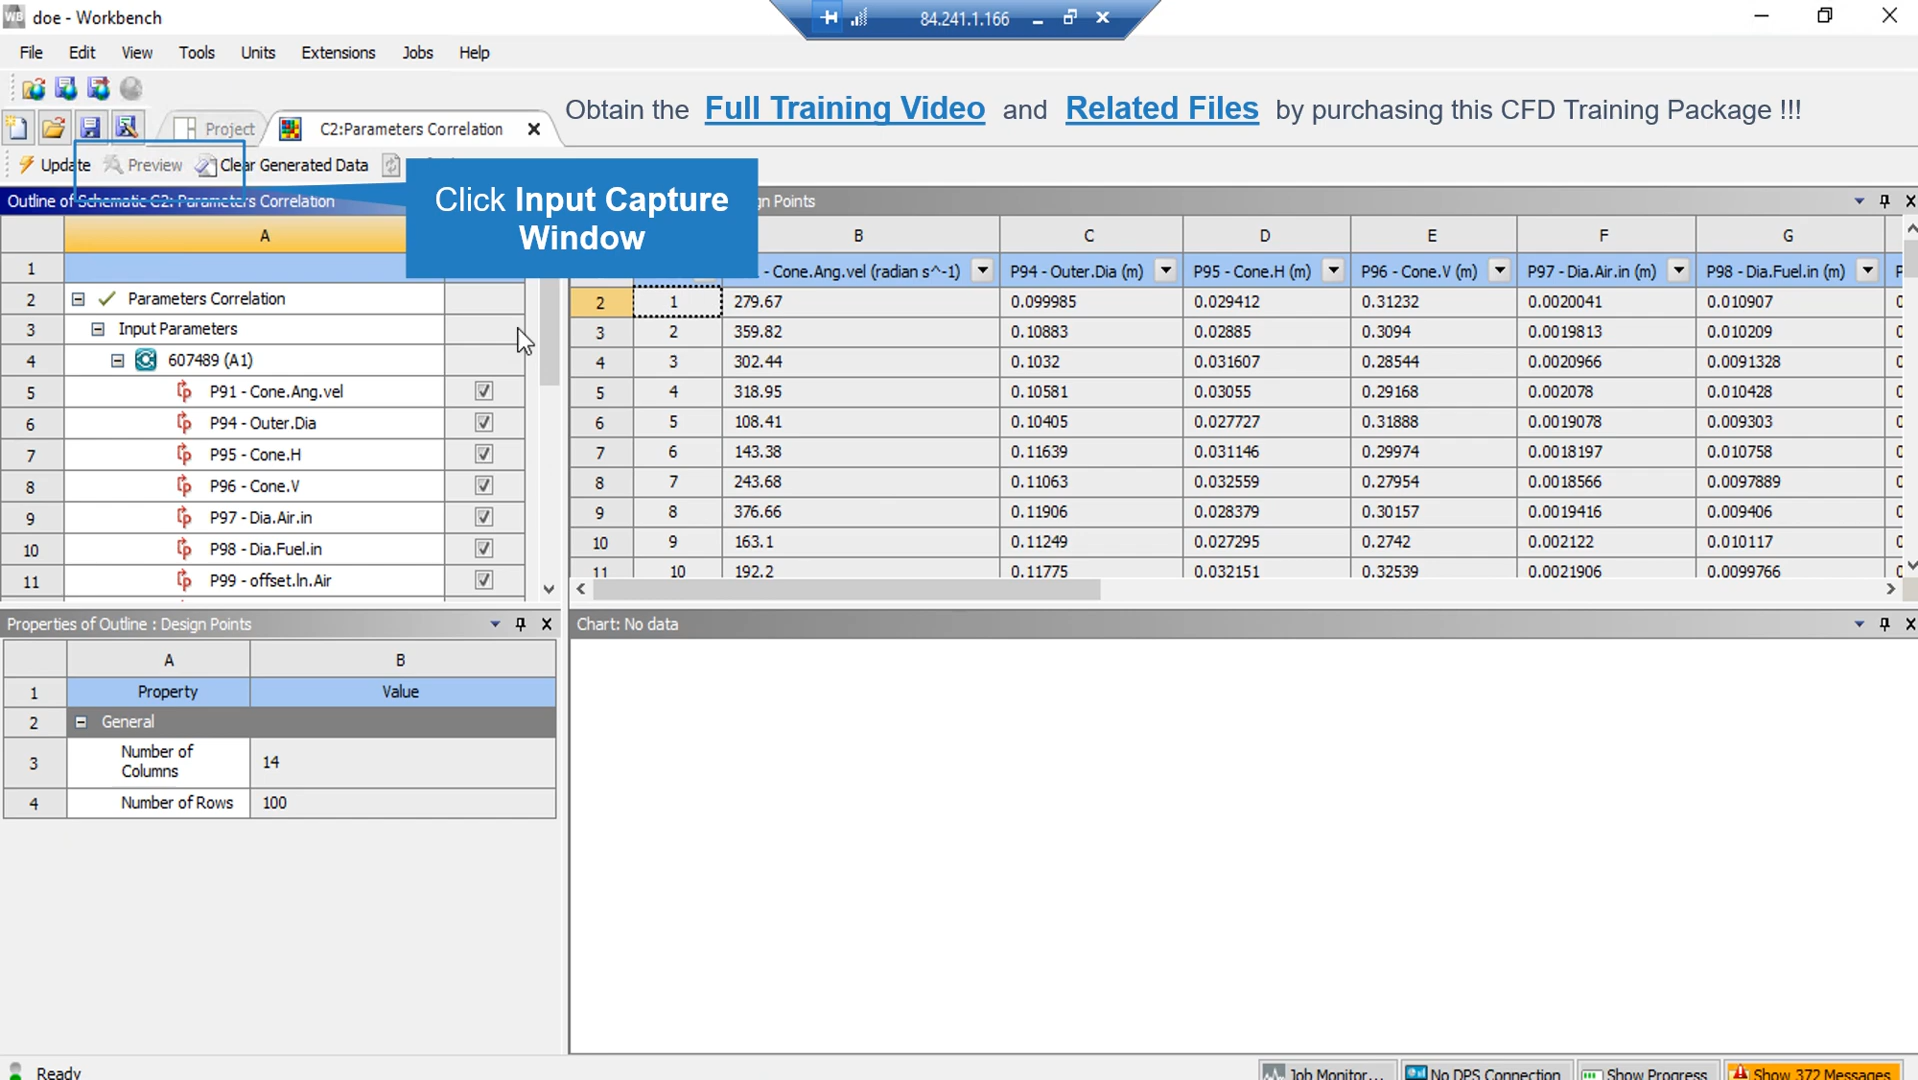 doe - Workbench
84.241.1.166
File Edit View Tools Units Extensions Jobs Help
Project
C2:Parameters Correlation
Obtain the Full Training Video and Related Files by purchasing this CFD Training Package !!!
Update Preview Clear Generated Data
Click Input Capture
Window
Outline of Schematic C2: Parameters Correlation
A
1
2 Parameters Correlation
3 Input Parameters
4 607489 (A1)
5 P91 - Cone.Ang.vel
6 P94 - Outer.Dia
7 P95 - Cone.H
8 P96 - Cone.V
9 P97 - Dia.Air.in
10 P98 - Dia.Fuel.in
11 P99 - offset.In.Air
Points
B C D E F G
- Cone.Ang.vel (radian s^-1) P94 - Outer.Dia (m) P95 - Cone.H (m) P96 - Cone.V (m) P97 - Dia.Air.in (m) P98 - Dia.Fuel.in (m)
2 1 279.67 0.099985 0.029412 0.31232 0.0020041 0.010907
3 2 359.82 0.10883 0.02885 0.3094 0.0019813 0.010209
4 3 302.44 0.1032 0.031607 0.28544 0.0020966 0.0091328
5 4 318.95 0.10581 0.03055 0.29168 0.002078 0.010428
6 5 108.41 0.10405 0.027727 0.31888 0.0019078 0.009303
7 6 143.38 0.11639 0.031146 0.29974 0.0018197 0.010758
8 7 243.68 0.11063 0.032559 0.27954 0.0018566 0.0097889
9 8 376.66 0.11906 0.028379 0.30157 0.0019416 0.009406
10 9 163.1 0.11249 0.027295 0.2742 0.002122 0.010117
11 10 192.2 0.11775 0.032151 0.32539 0.0021906 0.0099766
Properties of Outline : Design Points
A B
1 Property Value
2 General
3 Number of Columns 14
4 Number of Rows 100
Chart: No data
Ready
Job Monitor... No DPS Connection Show Progress Show 372 Messages